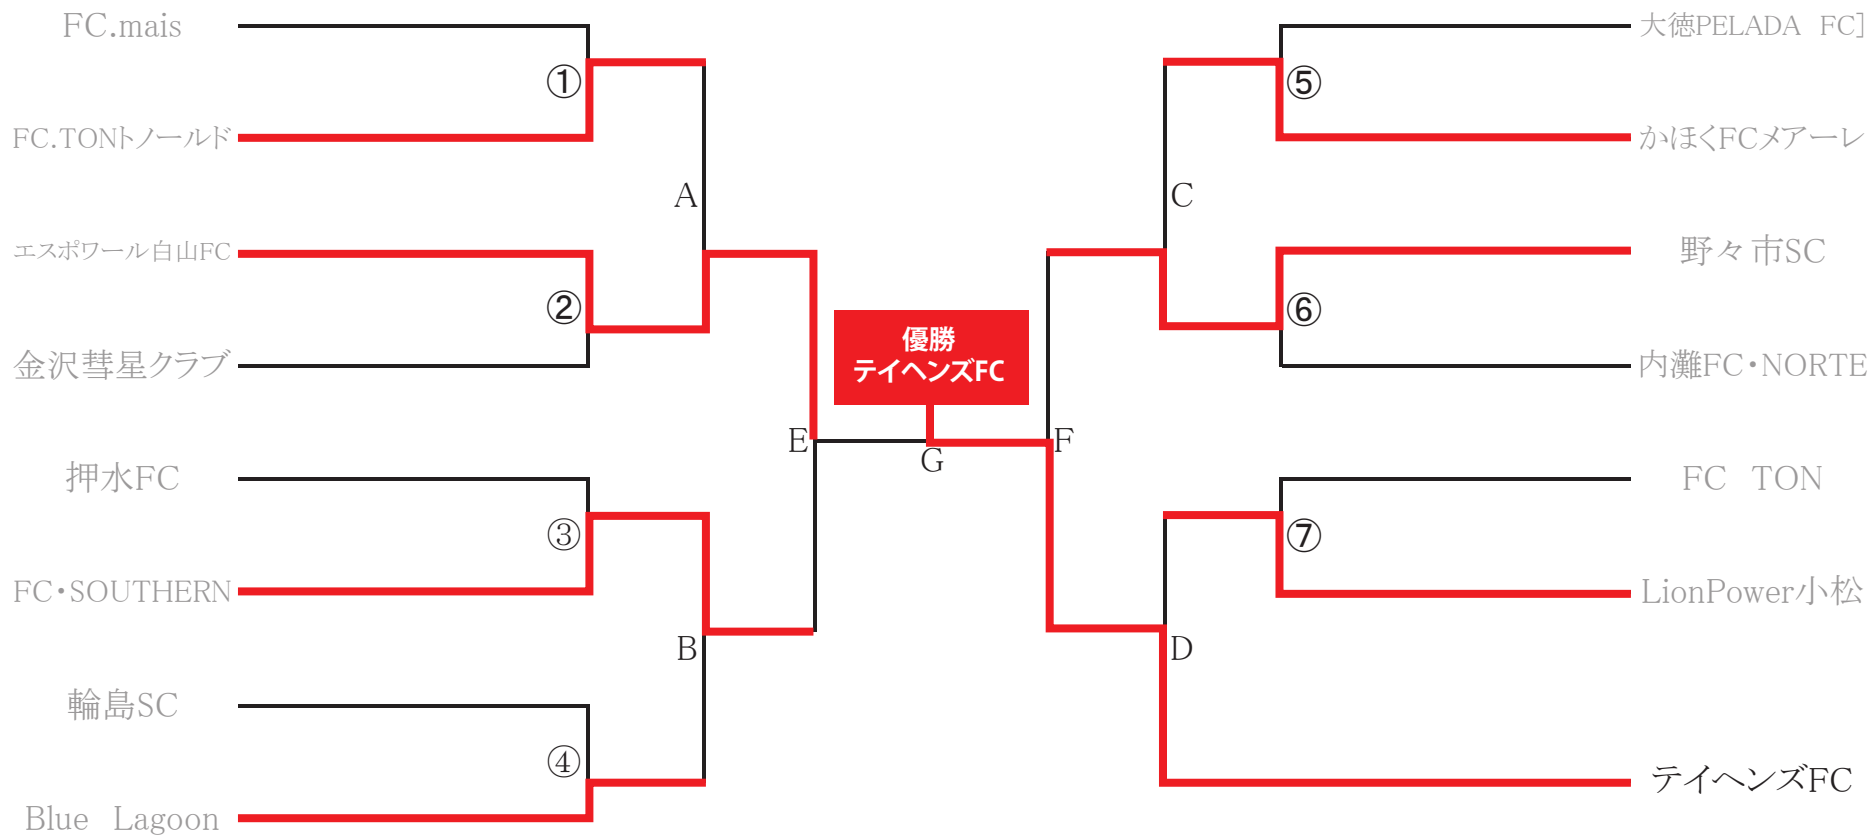 FC.mais
①
FC.TONトノールド
A
エスポワール白山FC
②
金沢彗星クラブ
E
押水FC
③
FC・SOUTHERN
B
輪島SC
④
Blue Lagoon
優勝
テイヘンズFC
G
大徳PELADA FC]
⑤
かほくFCメアーレ
C
野々市SC
⑥
内灘FC・NORTE
F
FC TON
⑦
LionPower小松
D
テイヘンズFC